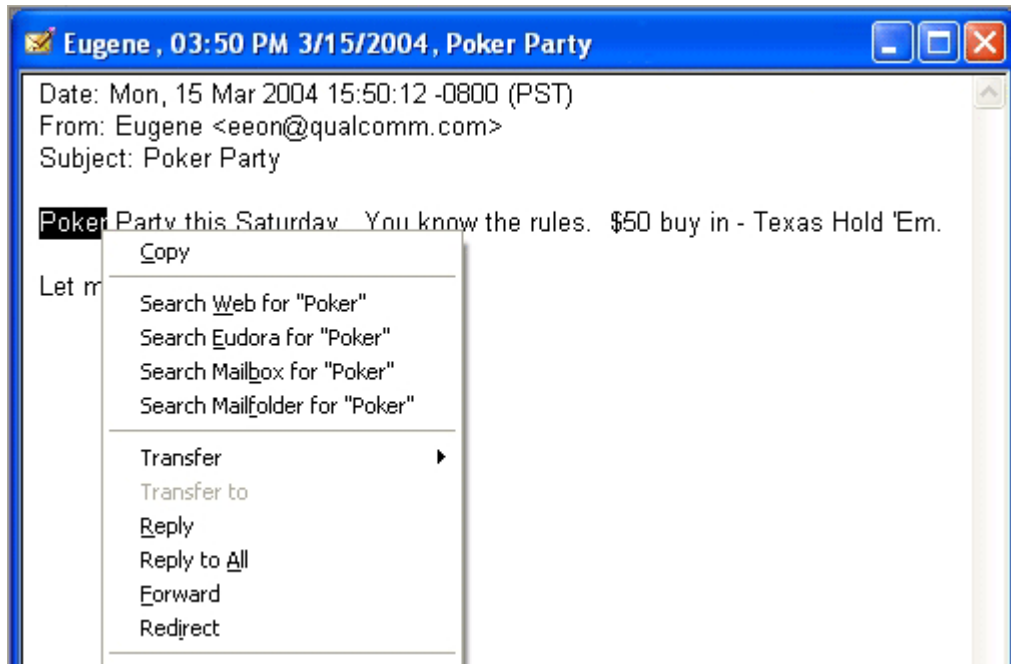 Eugene, 03:50 PM 3/15/2004, Poker Party
Date: Mon, 15 Mar 2004 15:50:12 -0800 (PST)
From: Eugene <eeon@qualcomm.com>
Subject: Poker Party
Poker Party this Saturday. You know the rules. $50 buy in - Texas Hold 'Em.
Let
Copy
Search Web for "Poker"
Search Eudora for "Poker"
Search Mailbox for "Poker"
Search Mailfolder for "Poker"
Transfer
Transfer to
Reply
Reply to All
Forward
Redirect